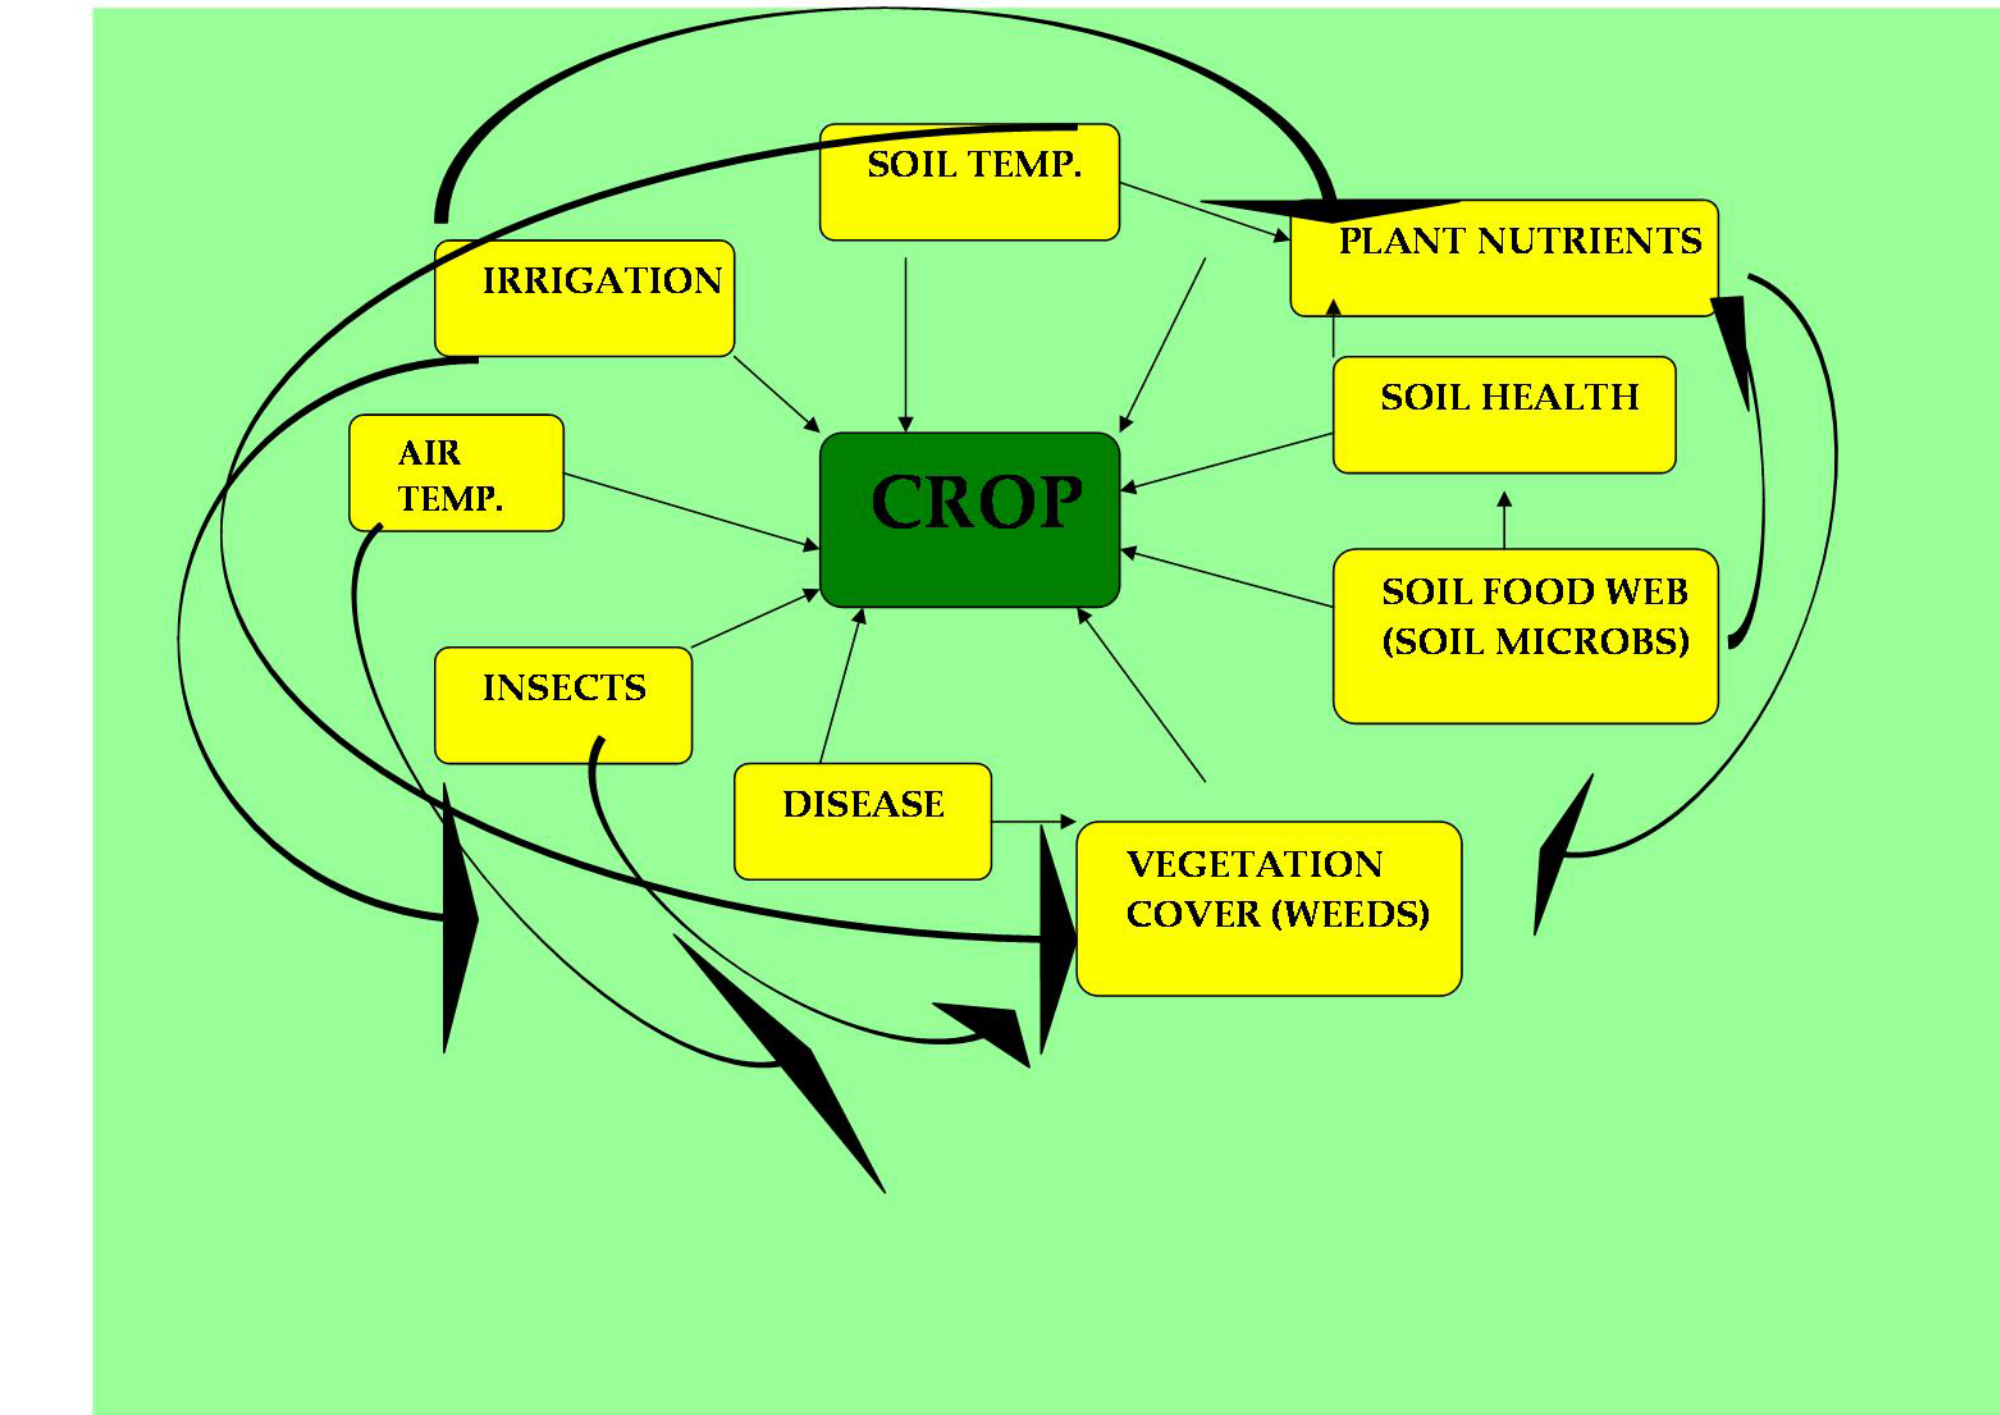 SOIL TEMP.
PLANT NUTRIENTS
IRRIGATION
SOIL HEALTH
AIR
TEMP.
CROP
SOIL FOOD WEB
(SOIL MICROBS)
INSECTS
DISEASE
VEGETATION
COVER (WEEDS)